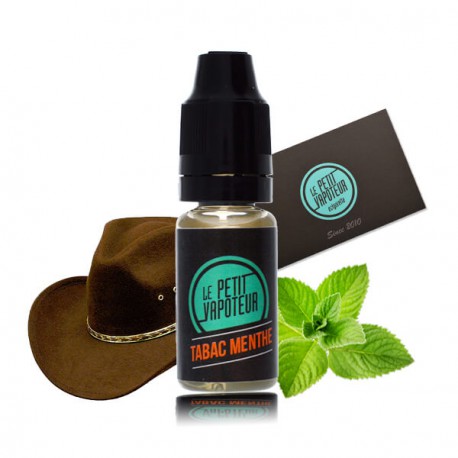 LE PETIT
VAPOTEUR
TABAC MENTHE
LE PETIT
VAPOTEUR
Since 2010